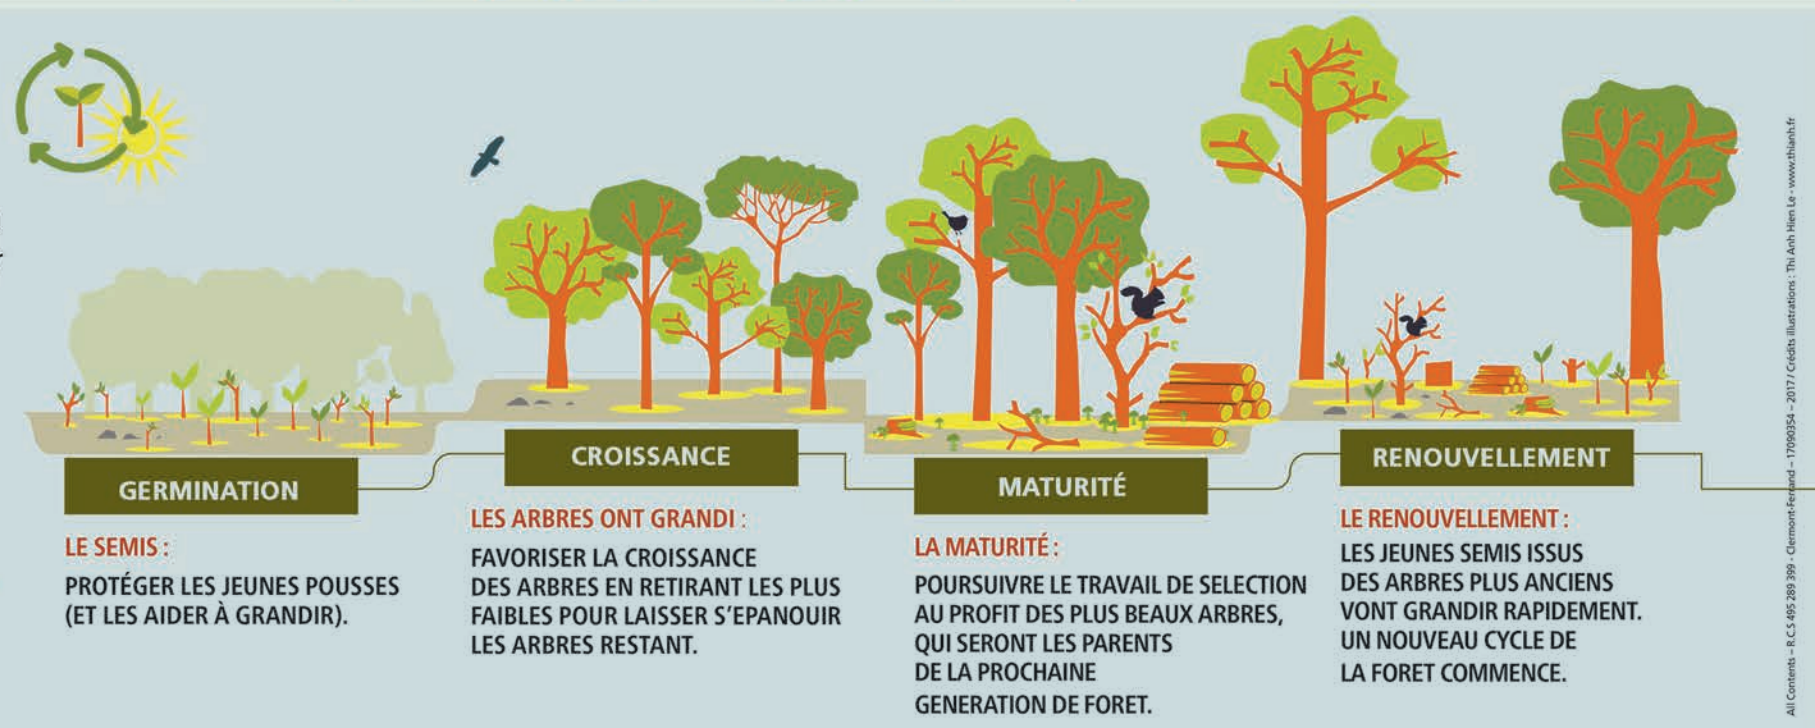 GERMINATION
LE SEMIS :
PROTÉGER LES JEUNES POUSSES
(ET LES AIDER À GRANDIR).
CROISSANCE
LES ARBRES ONT GRANDI :
FAVORISER LA CROISSANCE
DES ARBRES EN RETIRANT LES PLUS
FAIBLES POUR LAISSER S'EPANOUIR
LES ARBRES RESTANT.
MATURITÉ
LA MATURITÉ :
POURSUIVRE LE TRAVAIL DE SELECTION
AU PROFIT DES PLUS BEAUX ARBRES,
QUI SERONT LES PARENTS
DE LA PROCHAINE
GENERATION DE FORET.
RENOUVELLEMENT
LE RENOUVELLEMENT :
LES JEUNES SEMIS ISSUS
DES ARBRES PLUS ANCIENS
VONT GRANDIR RAPIDEMENT.
UN NOUVEAU CYCLE DE
LA FORET COMMENCE.
All Contents – R.C.S 495 289 399 - Clermont-Ferrand – 17090354 – 2017 / Crédits illustrations : Thi Anh Hien Le - www.thianh.fr